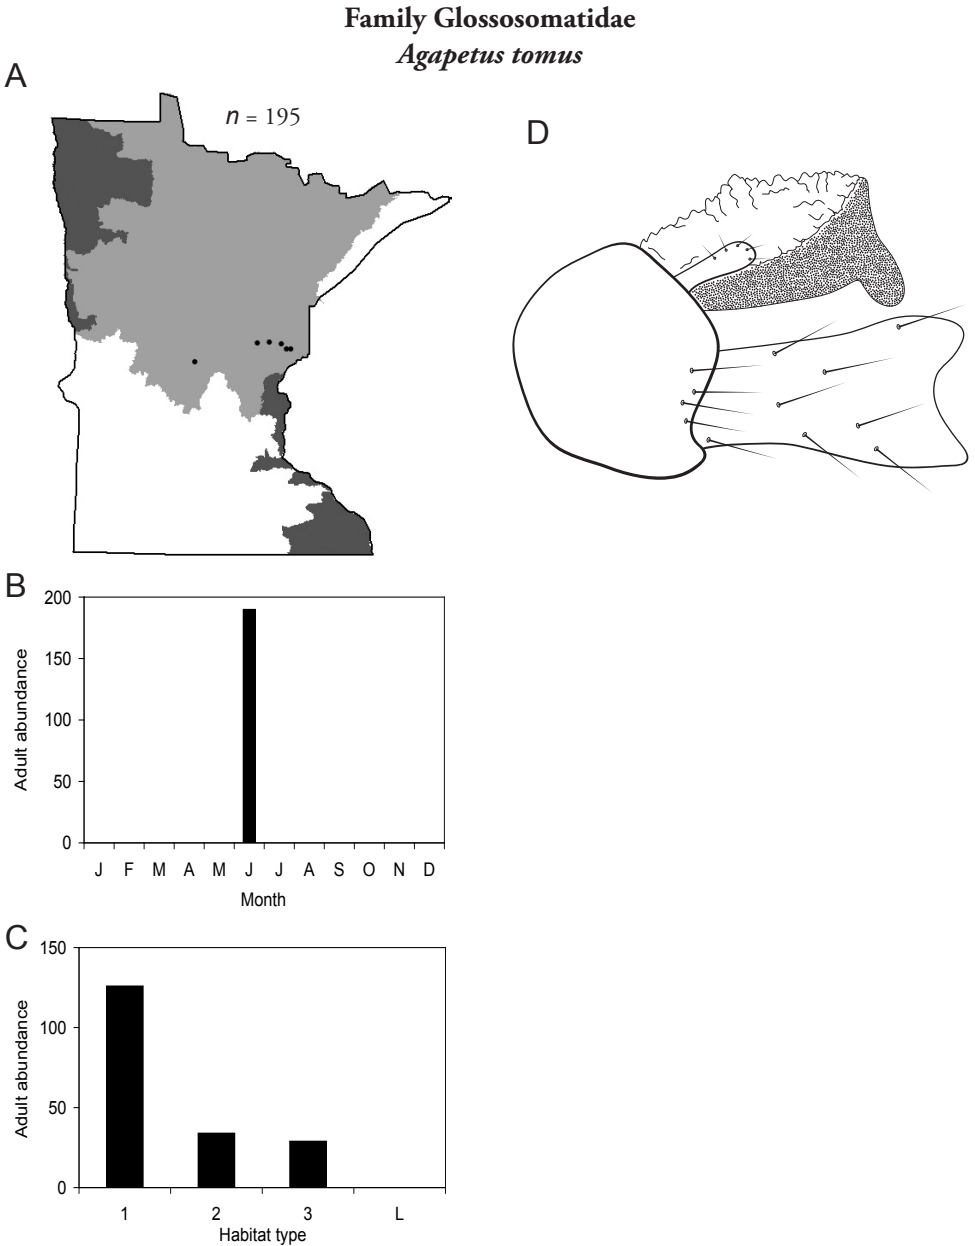 Family Glossosomatidae
Agapetus tomus
A
n = 195
D
B
200
150
100
50
0
Adult abundance
J F M A M J J A S O N D
Month
C
150
100
50
0
Adult abundance
1 2 3 L
Habitat type